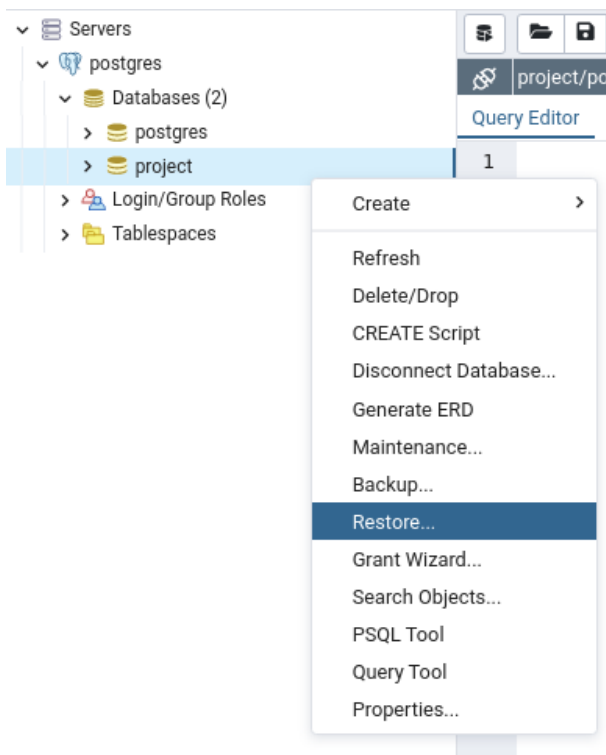 Servers
postgres
Databases (2)
postgres
project
Login/Group Roles
Tablespaces
project/po
Query Editor
1
Create
Refresh
Delete/Drop
CREATE Script
Disconnect Database...
Generate ERD
Maintenance...
Backup...
Restore...
Grant Wizard...
Search Objects...
PSQL Tool
Query Tool
Properties...